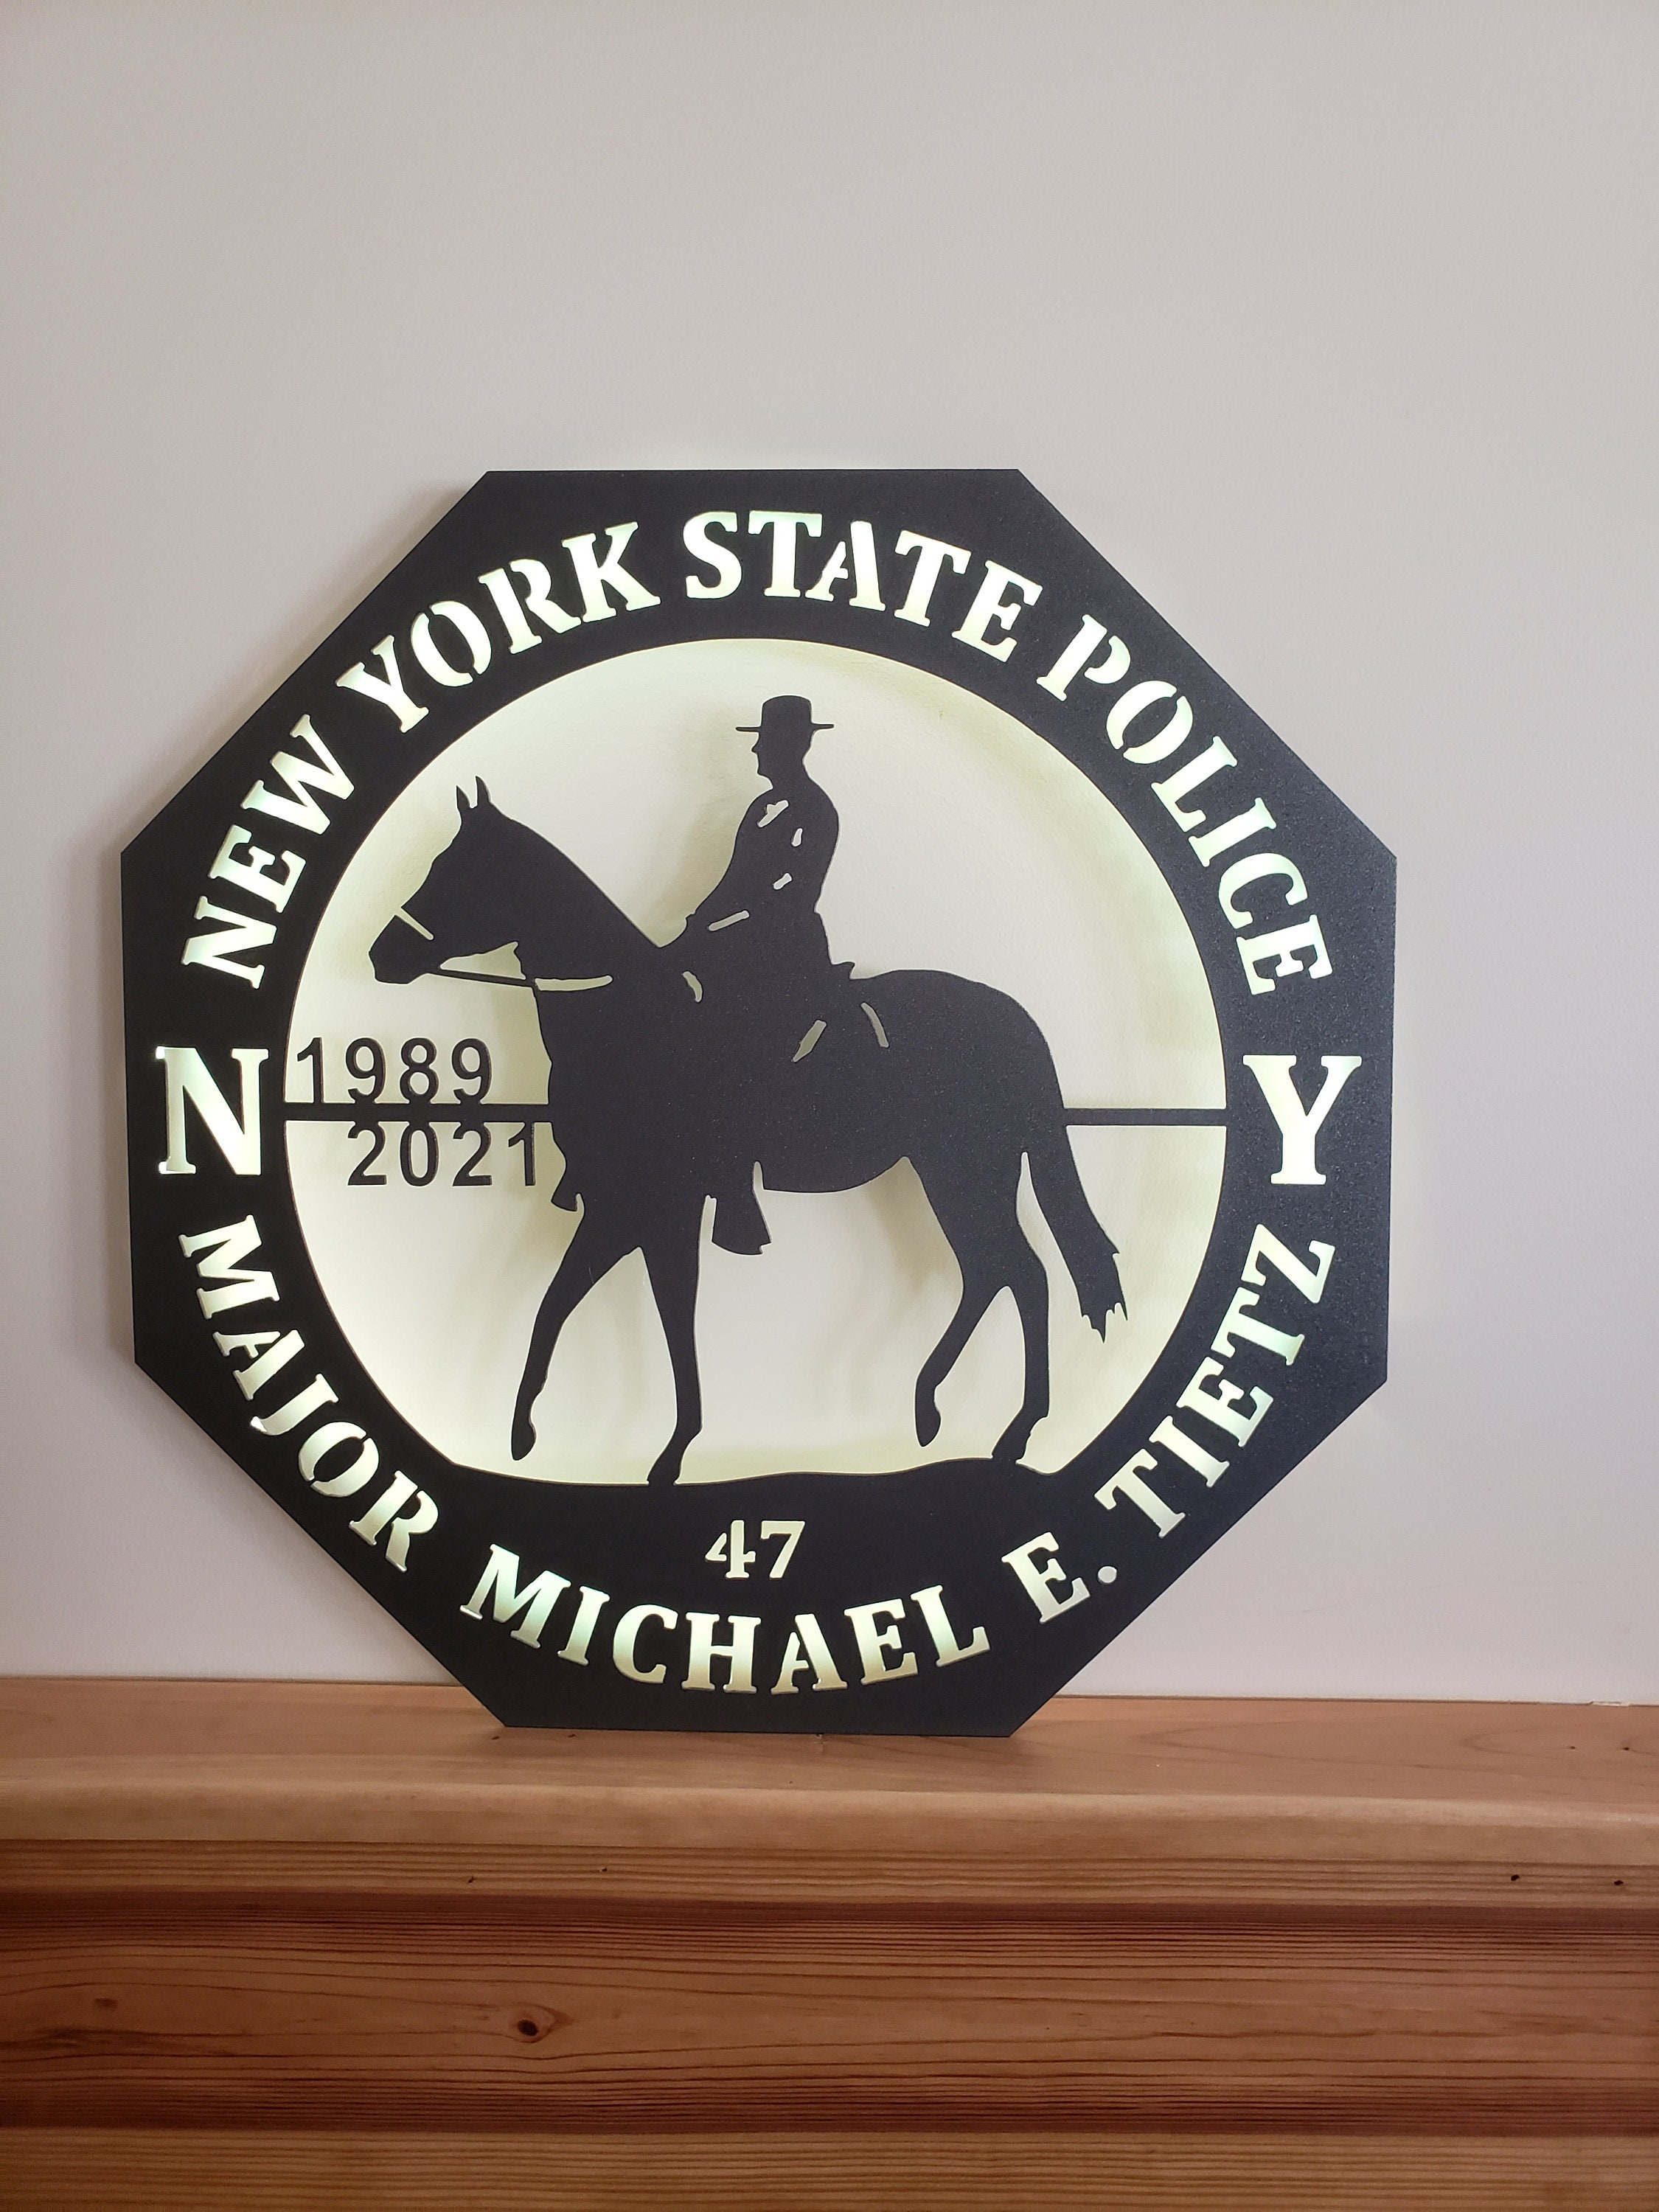 NEW YORK STATE POLICE
N
Y
1989
2021
47
MAJOR MICHAEL E. TIETZ